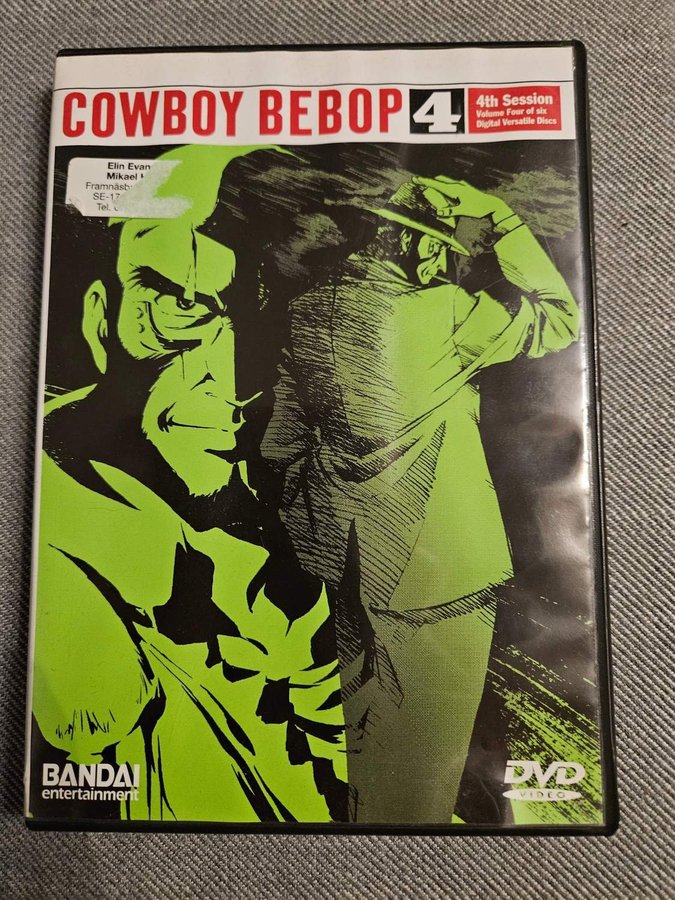 COWBOY BEBOP 4
4th Session
Volume Four of six
Digital Versatile Discs
Elin Evan
Mikael
SE-17
Tel.
BANDAI
entertainment
DVD
VIDEO